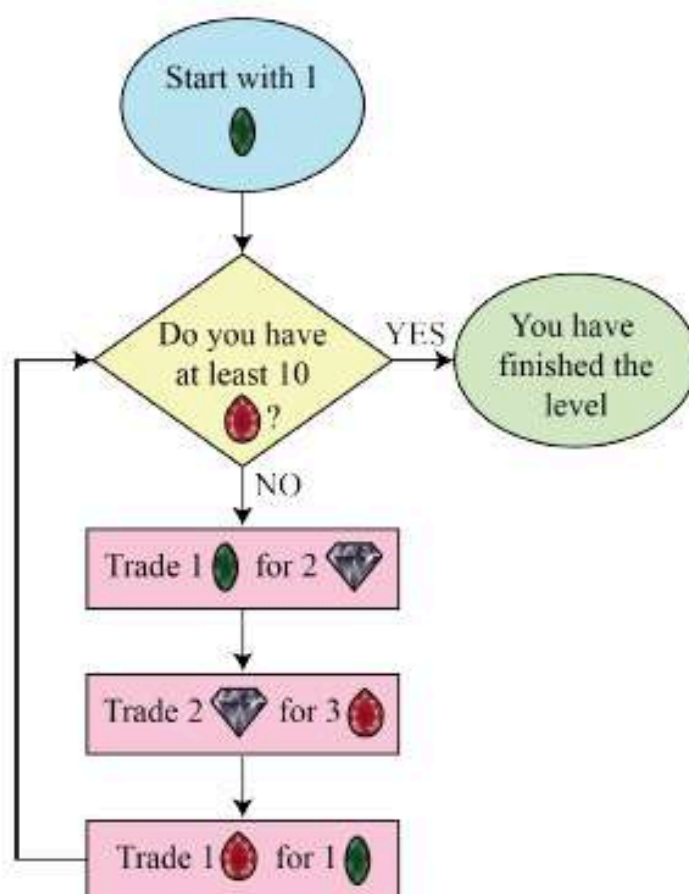 Start with 1
Do you have
at least 10
?
YES
You have
finished the
level
NO
Trade 1 for 2
Trade 2 for 3
Trade 1 for 1